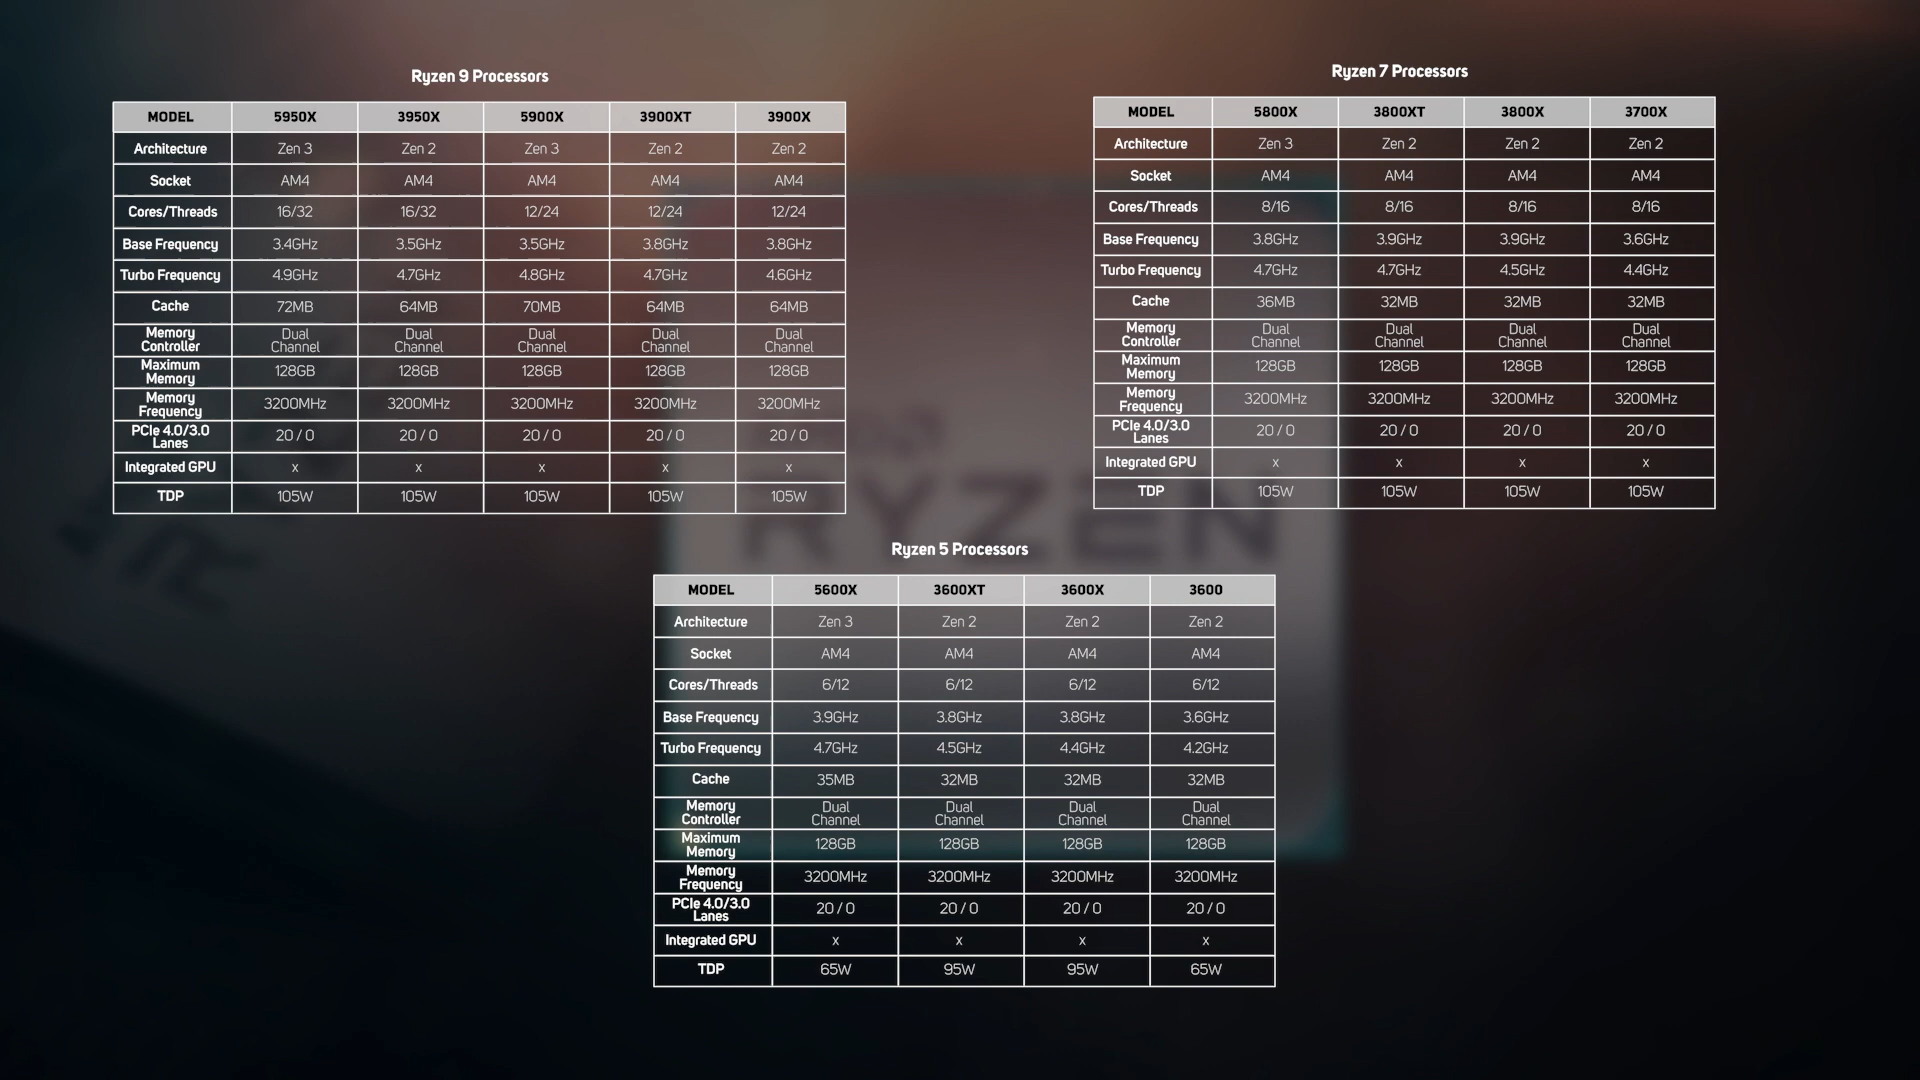 Ryzen 9 Processors
MODEL 5950X 3950X 5900X 3900XT 3900X
Architecture Zen 3 Zen 2 Zen 3 Zen 2 Zen 2
Socket AM4 AM4 AM4 AM4 AM4
Cores/Threads 16/32 16/32 12/24 12/24 12/24
Base Frequency 3.4GHz 3.5GHz 3.5GHz 3.8GHz 3.8GHz
Turbo Frequency 4.9GHz 4.7GHz 4.8GHz 4.7GHz 4.6GHz
Cache 72MB 64MB 70MB 64MB 64MB
Memory Controller Dual Channel Dual Channel Dual Channel Dual Channel Dual Channel
Maximum Memory 128GB 128GB 128GB 128GB 128GB
Memory Frequency 3200MHz 3200MHz 3200MHz 3200MHz 3200MHz
PCIe 4.0/3.0 Lanes 20 / 0 20 / 0 20 / 0 20 / 0 20 / 0
Integrated GPU x x x x x
TDP 105W 105W 105W 105W 105W
Ryzen 7 Processors
MODEL 5800X 3800XT 3800X 3700X
Architecture Zen 3 Zen 2 Zen 2 Zen 2
Socket AM4 AM4 AM4 AM4
Cores/Threads 8/16 8/16 8/16 8/16
Base Frequency 3.8GHz 3.9GHz 3.9GHz 3.6GHz
Turbo Frequency 4.7GHz 4.7GHz 4.5GHz 4.4GHz
Cache 36MB 32MB 32MB 32MB
Memory Controller Dual Channel Dual Channel Dual Channel Dual Channel
Maximum Memory 128GB 128GB 128GB 128GB
Memory Frequency 3200MHz 3200MHz 3200MHz 3200MHz
PCIe 4.0/3.0 Lanes 20 / 0 20 / 0 20 / 0 20 / 0
Integrated GPU x x x x
TDP 105W 105W 105W 105W
RYZEN
Ryzen 5 Processors
MODEL 5600X 3600XT 3600X 3600
Architecture Zen 3 Zen 2 Zen 2 Zen 2
Socket AM4 AM4 AM4 AM4
Cores/Threads 6/12 6/12 6/12 6/12
Base Frequency 3.9GHz 3.8GHz 3.8GHz 3.6GHz
Turbo Frequency 4.7GHz 4.5GHz 4.4GHz 4.2GHz
Cache 35MB 32MB 32MB 32MB
Memory Controller Dual Channel Dual Channel Dual Channel Dual Channel
Maximum Memory 128GB 128GB 128GB 128GB
Memory Frequency 3200MHz 3200MHz 3200MHz 3200MHz
PCIe 4.0/3.0 Lanes 20 / 0 20 / 0 20 / 0 20 / 0
Integrated GPU x x x x
TDP 65W 95W 95W 65W